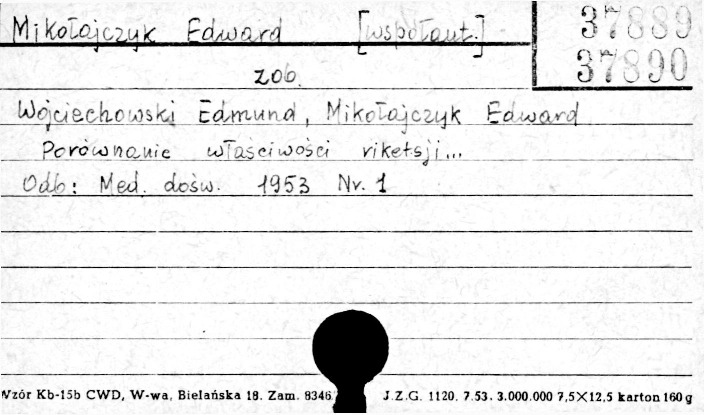 Mikołajczyk Edward [współaut.]
37889
37890
zob.
Wojciechowski Edmund, Mikołajczyk Edward
Porównanie właściwości riketsji...
Odb: Med. dośw. 1953 Nr. 1
Wzór Kb-15b CWD, W-wa, Bielańska 18. Zam. 8346 J.Z.G. 1120. 7.53. 3.000.000 7,5×12,5 karton 160 g